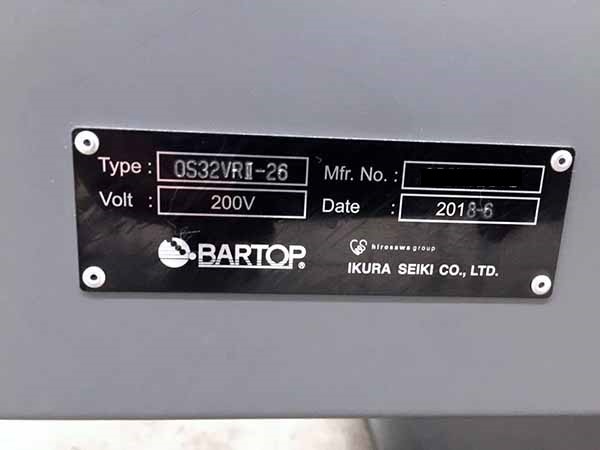 Type : OS32VRⅡ-26
Mfr. No. :
Volt : 200V
Date : 2018-6
BARTOP®
hirosawa group
IKURA SEIKI CO., LTD.